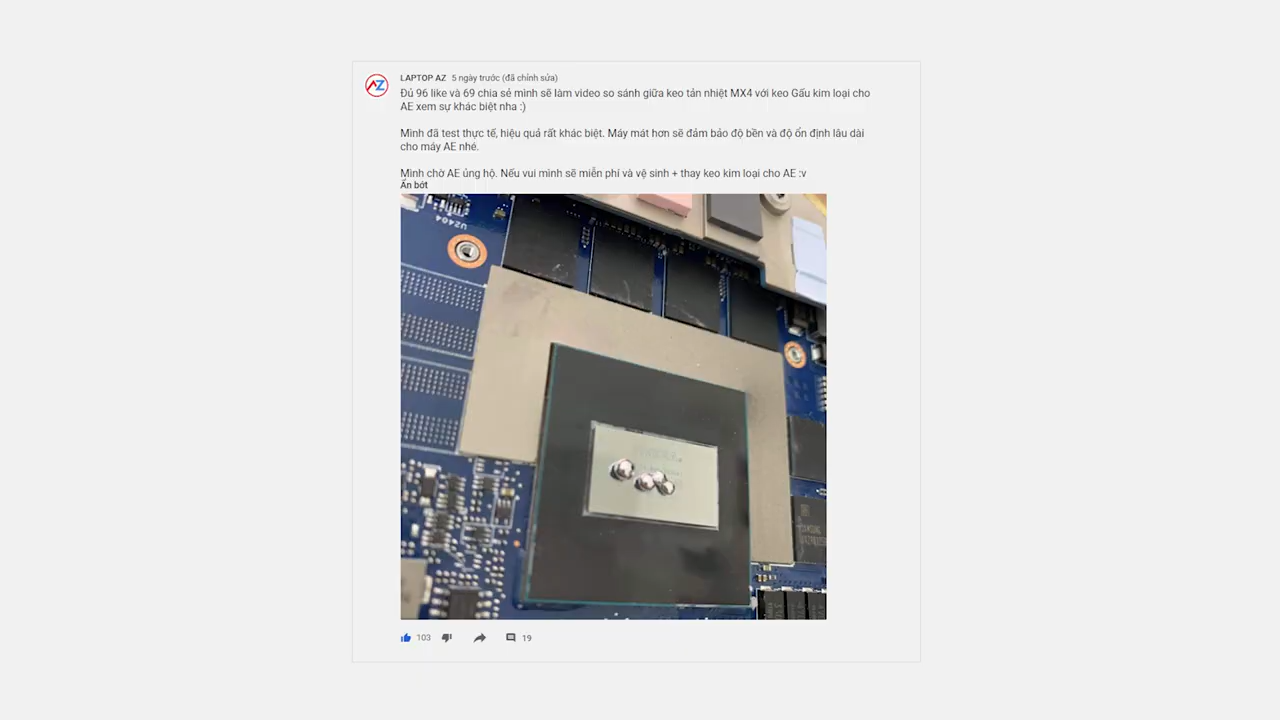 LAPTOP AZ 5 ngày trước (đã chỉnh sửa)
Đủ 96 like và 69 chia sẻ mình sẽ làm video so sánh giữa keo tản nhiệt MX4 với keo Gấu kim loại cho
AE xem sự khác biệt nha :)
Mình đã test thực tế, hiệu quả rất khác biệt. Máy mát hơn sẽ đảm bảo độ bền và độ ổn định lâu dài
cho máy AE nhé.
Mình chờ AE ủng hộ. Nếu vui mình sẽ miễn phí và vệ sinh + thay keo kim loại cho AE :v
Ẩn bớt
AZ
U2404
SAMSUNG
103 19